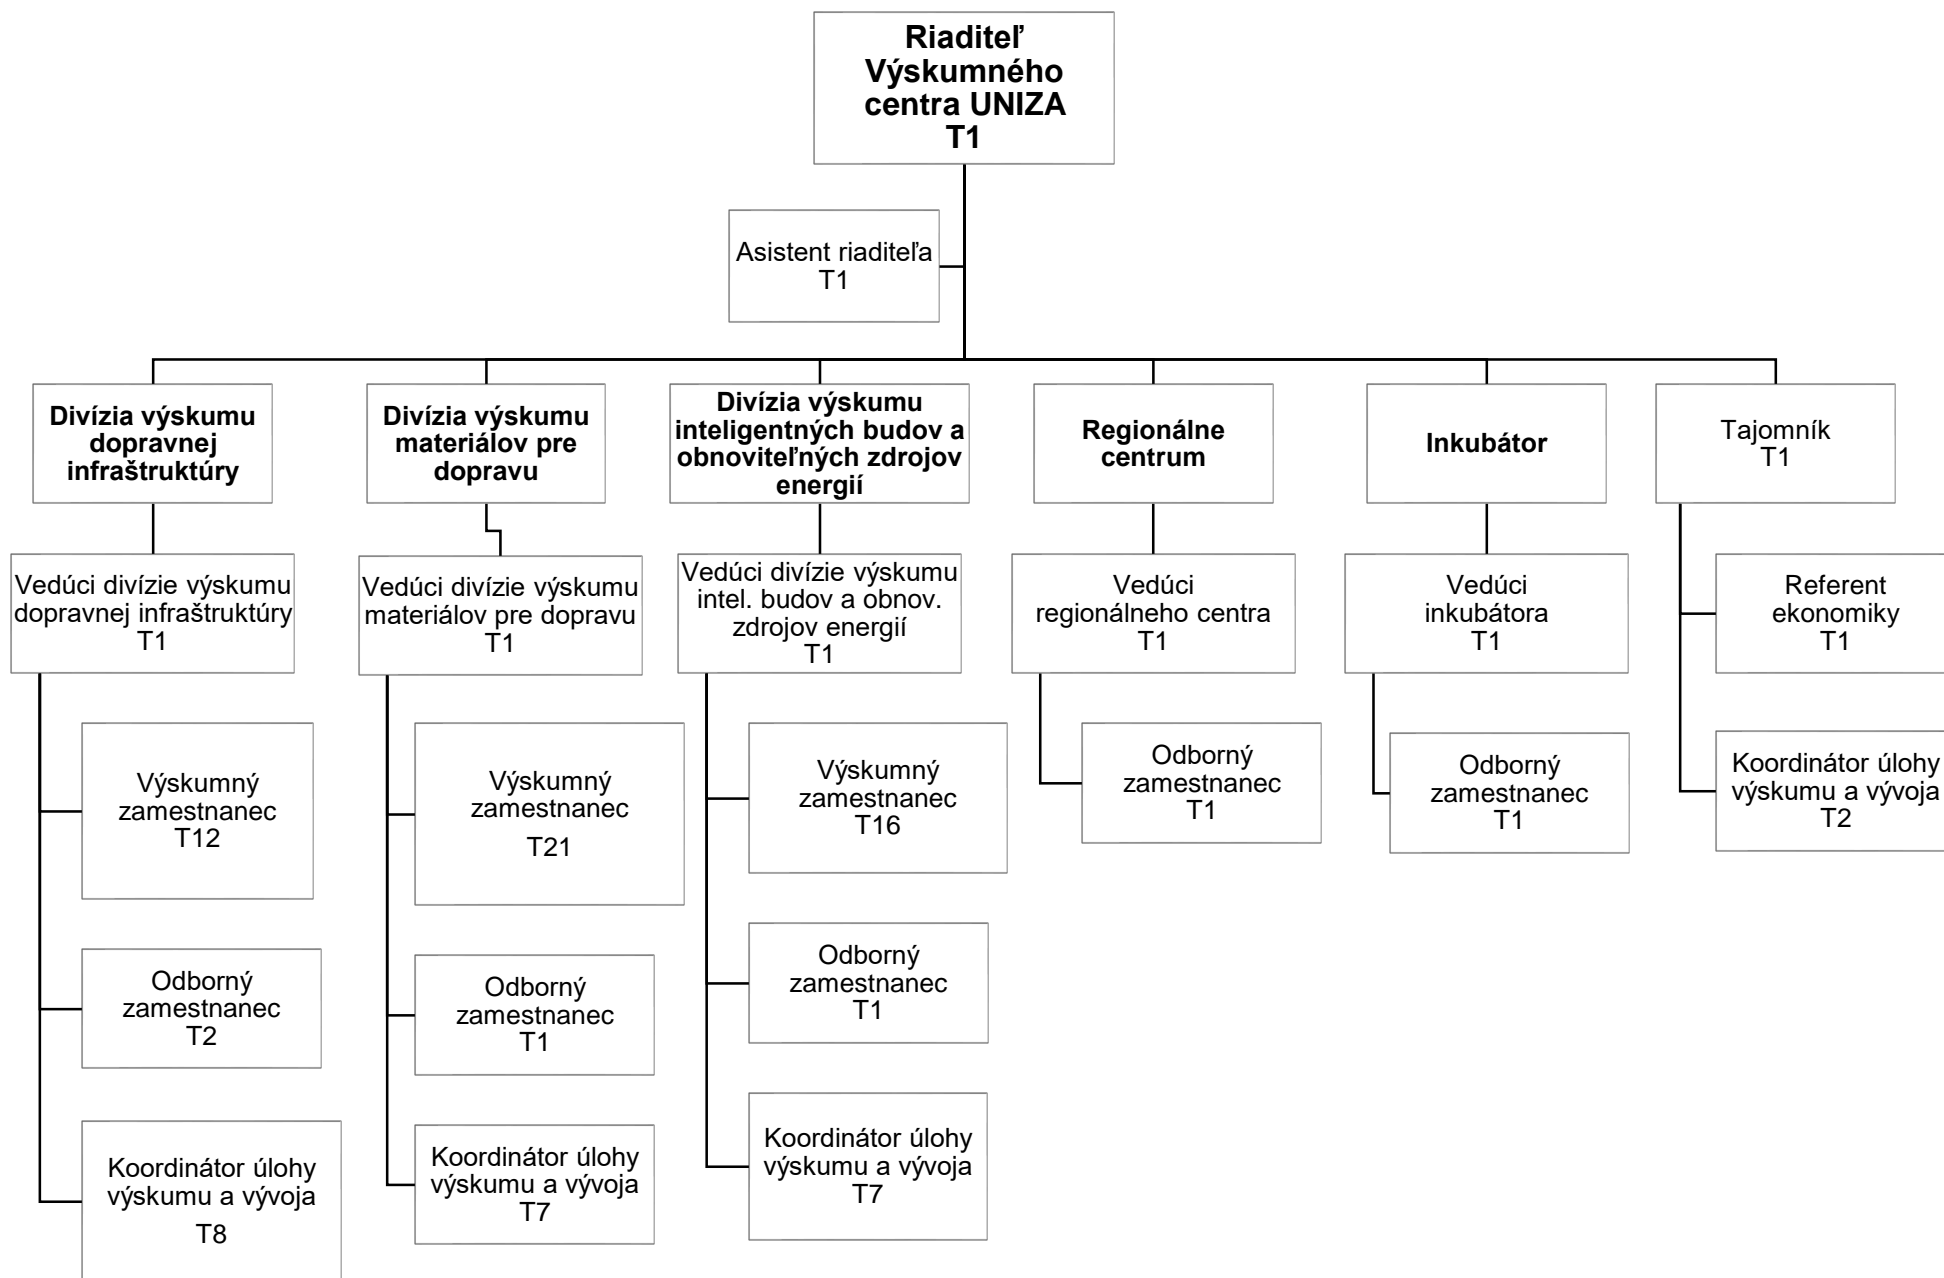 Riaditeľ
Výskumného
centra UNIZA
T1
Asistent riaditeľa
T1
Divízia výskumu
dopravnej
infraštruktúry
Divízia výskumu
materiálov pre
dopravu
Divízia výskumu
inteligentných budov a
obnoviteľných zdrojov
energií
Regionálne
centrum
Inkubátor
Tajomník
T1
Vedúci divízie výskumu
dopravnej infraštruktúry
T1
Vedúci divízie výskumu
materiálov pre dopravu
T1
Vedúci divízie výskumu
intel. budov a obnov.
zdrojov energií
T1
Vedúci
regionálneho centra
T1
Vedúci
inkubátora
T1
Referent
ekonomiky
T1
Výskumný
zamestnanec
T12
Výskumný
zamestnanec
T21
Výskumný
zamestnanec
T16
Odborný
zamestnanec
T1
Odborný
zamestnanec
T1
Koordinátor úlohy
výskumu a vývoja
T2
Odborný
zamestnanec
T2
Odborný
zamestnanec
T1
Odborný
zamestnanec
T1
Koordinátor úlohy
výskumu a vývoja
T8
Koordinátor úlohy
výskumu a vývoja
T7
Koordinátor úlohy
výskumu a vývoja
T7